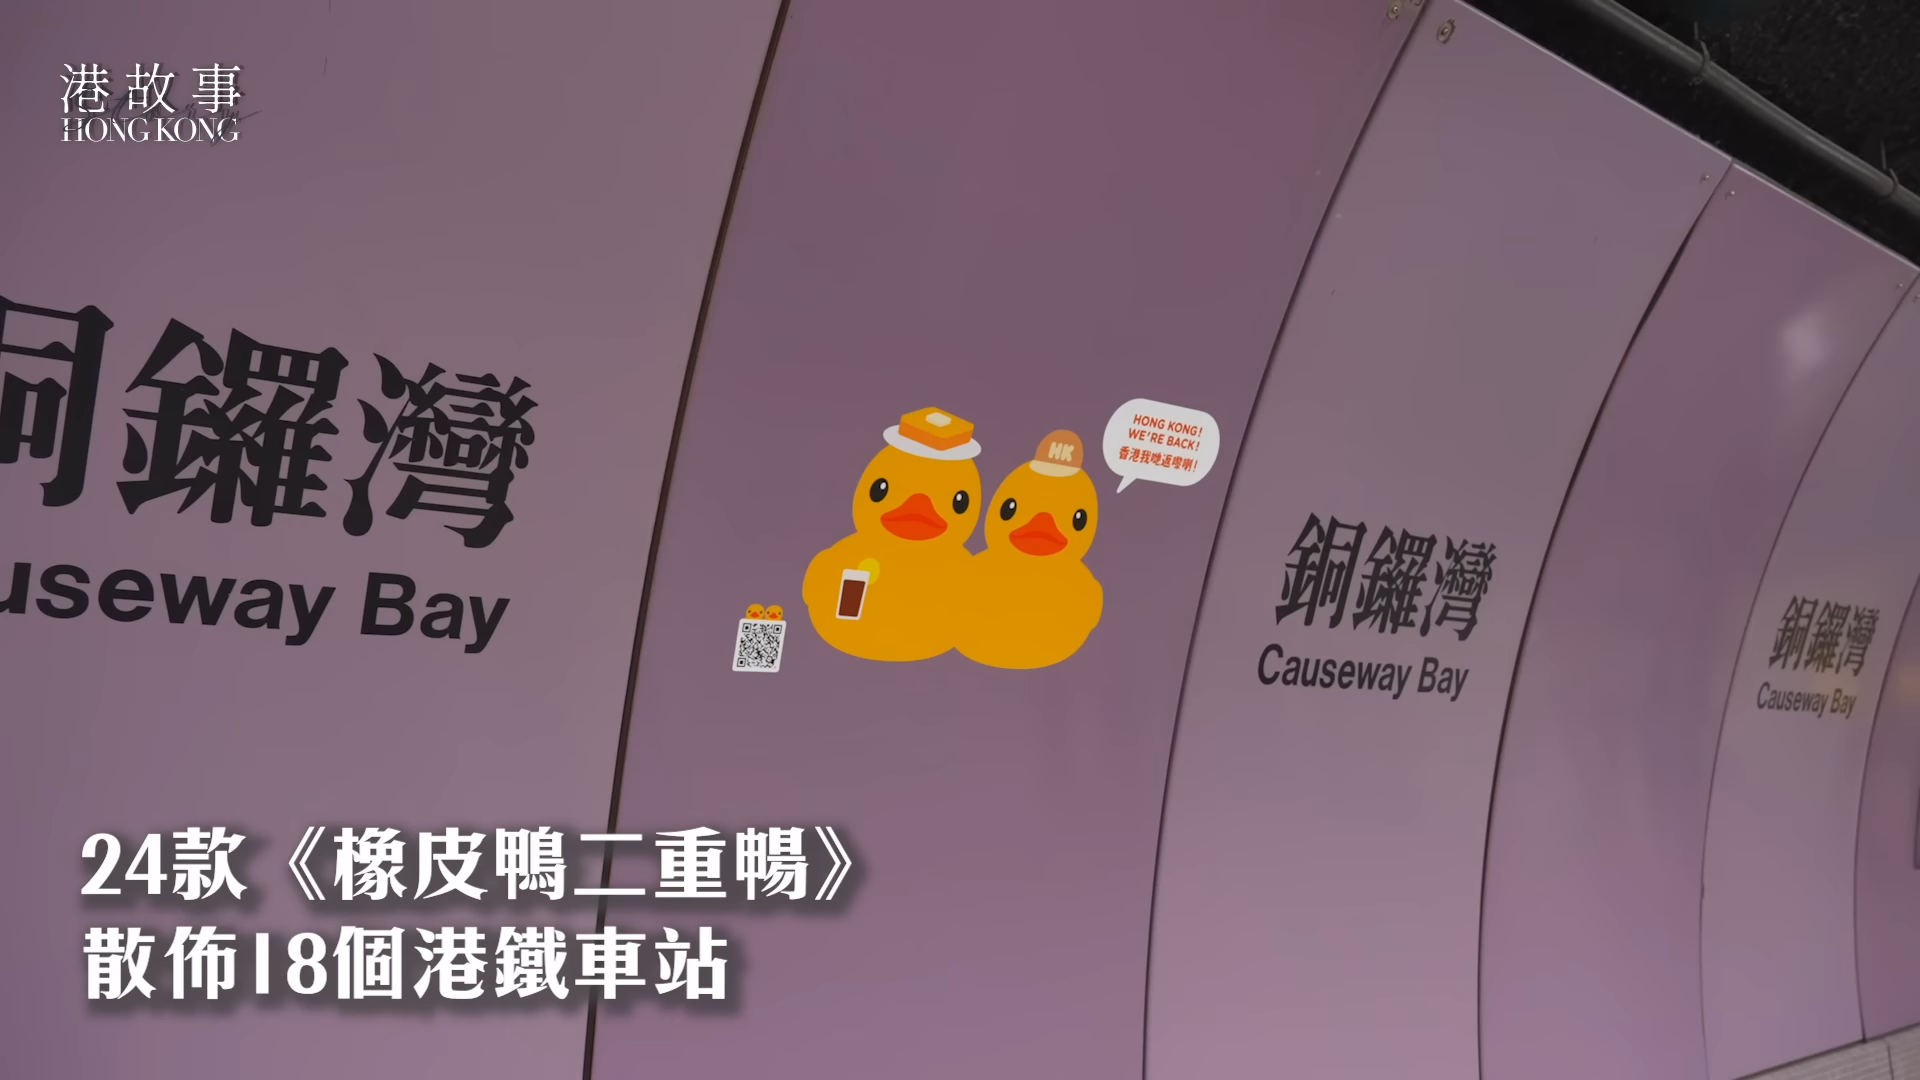 港故事
HONG KONG
銅鑼灣
useway Bay
HK
HONG KONG!
WE'RE BACK!
香港我哋返嚟喇!
銅鑼灣
Causeway Bay
銅鑼灣
Causeway Bay
24款《橡皮鴨二重暢》
散佈18個港鐵車站